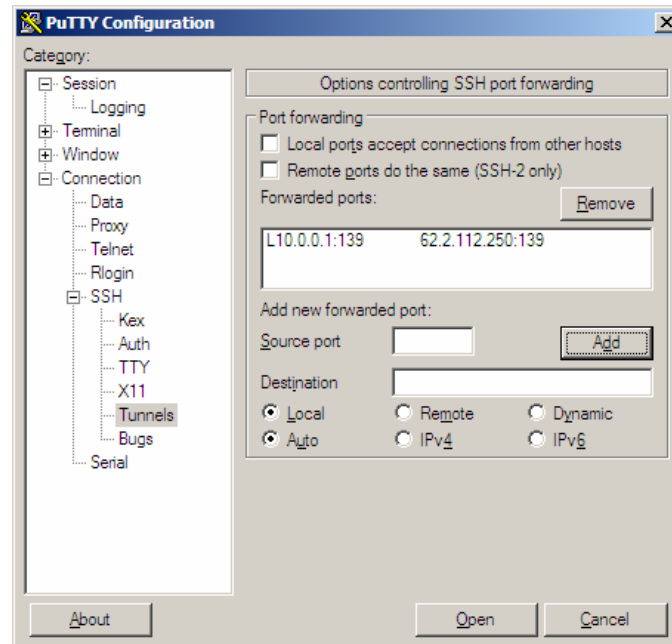 PuTTY Configuration
Category:
Session
Logging
Terminal
Window
Connection
Data
Proxy
Telnet
Rlogin
SSH
Kex
Auth
TTY
X11
Tunnels
Bugs
Serial
Options controlling SSH port forwarding
Port forwarding
Local ports accept connections from other hosts
Remote ports do the same (SSH-2 only)
Forwarded ports:
Remove
L10.0.0.1:139 62.2.112.250:139
Add new forwarded port:
Source port
Add
Destination
Local Remote Dynamic
Auto IPv4 IPv6
About
Open
Cancel